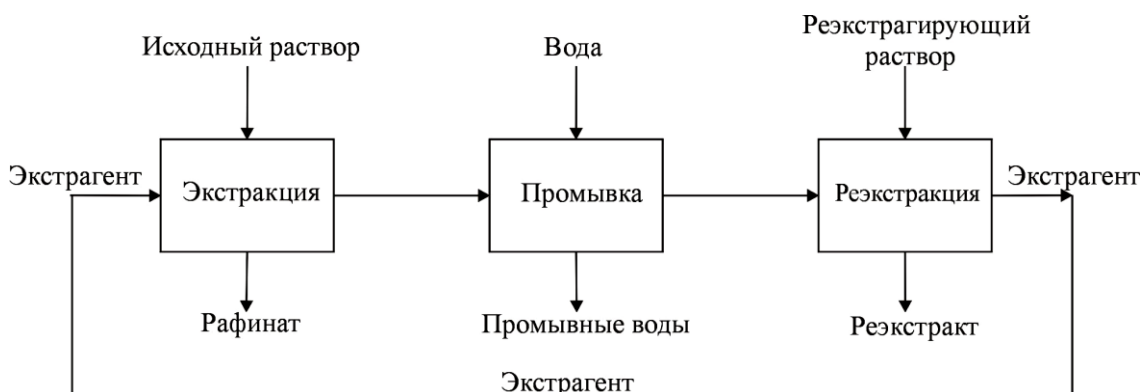 Исходный раствор
Вода
Реэкстрагирующий
раствор
Экстрагент
Экстракция
Промывка
Реэкстракция
Экстрагент
Рафинат
Промывные воды
Реэкстракт
Экстрагент